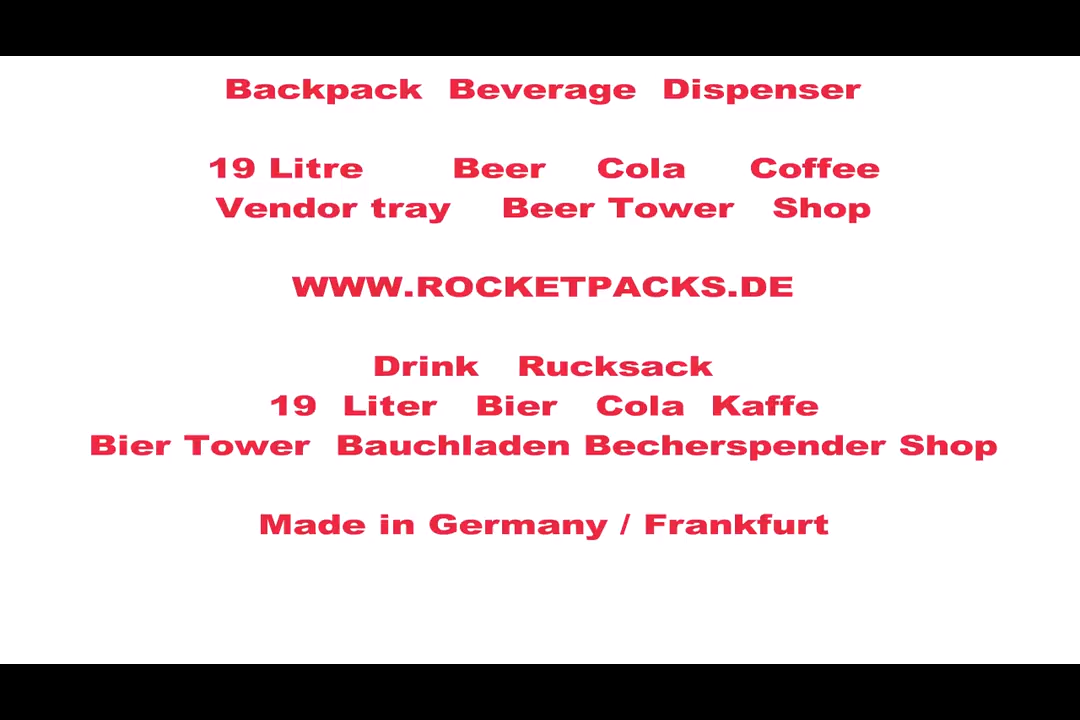 Backpack Beverage Dispenser
19 Litre Beer Cola Coffee
Vendor tray Beer Tower Shop
WWW.ROCKETPACKS.DE
Drink Rucksack
19 Liter Bier Cola Kaffe
Bier Tower Bauchladen Becherspender Shop
Made in Germany / Frankfurt